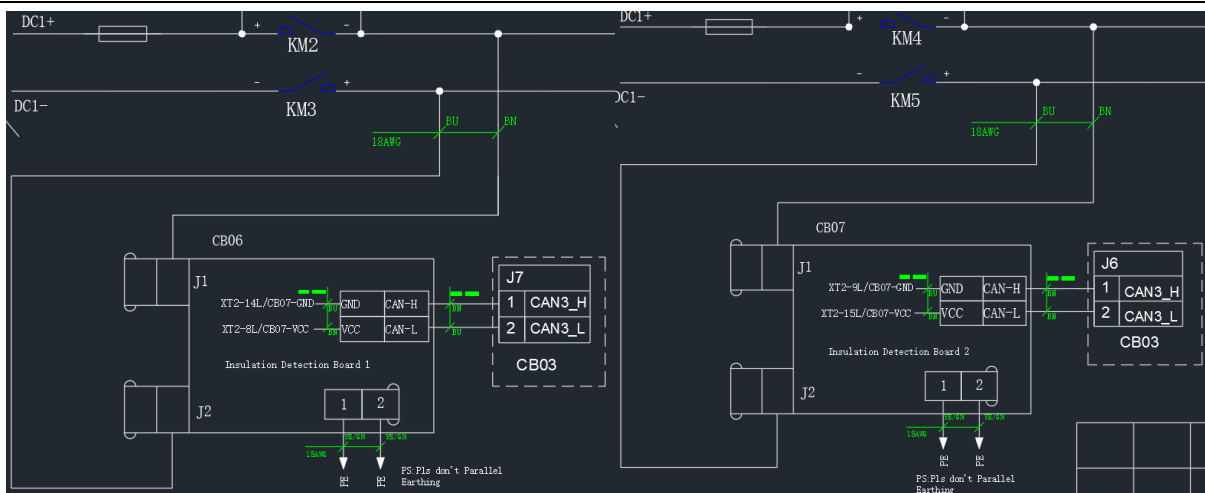 DC1+
KM2
DC1-
KM3
BU
BN
18AWG
CB06
J1
XT2-14L/CB07-GND
BU
GND
CAN-H
BN
XT2-8L/CB07-VCC
BN
VCC
CAN-L
BU
J7
1 CAN3_H
2 CAN3_L
CB03
Insulation Detection Board 1
J2
1 2
YE/GN YE/GN
18AWG
PE PE
PS:Pls don't Parallel
Earthing
DC1+
KM4
DC1-
KM5
BU
BN
18AWG
CB07
J1
XT2-9L/CB07-GND
BU
GND
CAN-H
BN
XT2-15L/CB07-VCC
BN
VCC
CAN-L
BN
J6
1 CAN3_H
2 CAN3_L
CB03
Insulation Detection Board 2
J2
1 2
YE/GN YE/GN
18AWG
PE PE
PS:Pls don't Parallel
Earthing